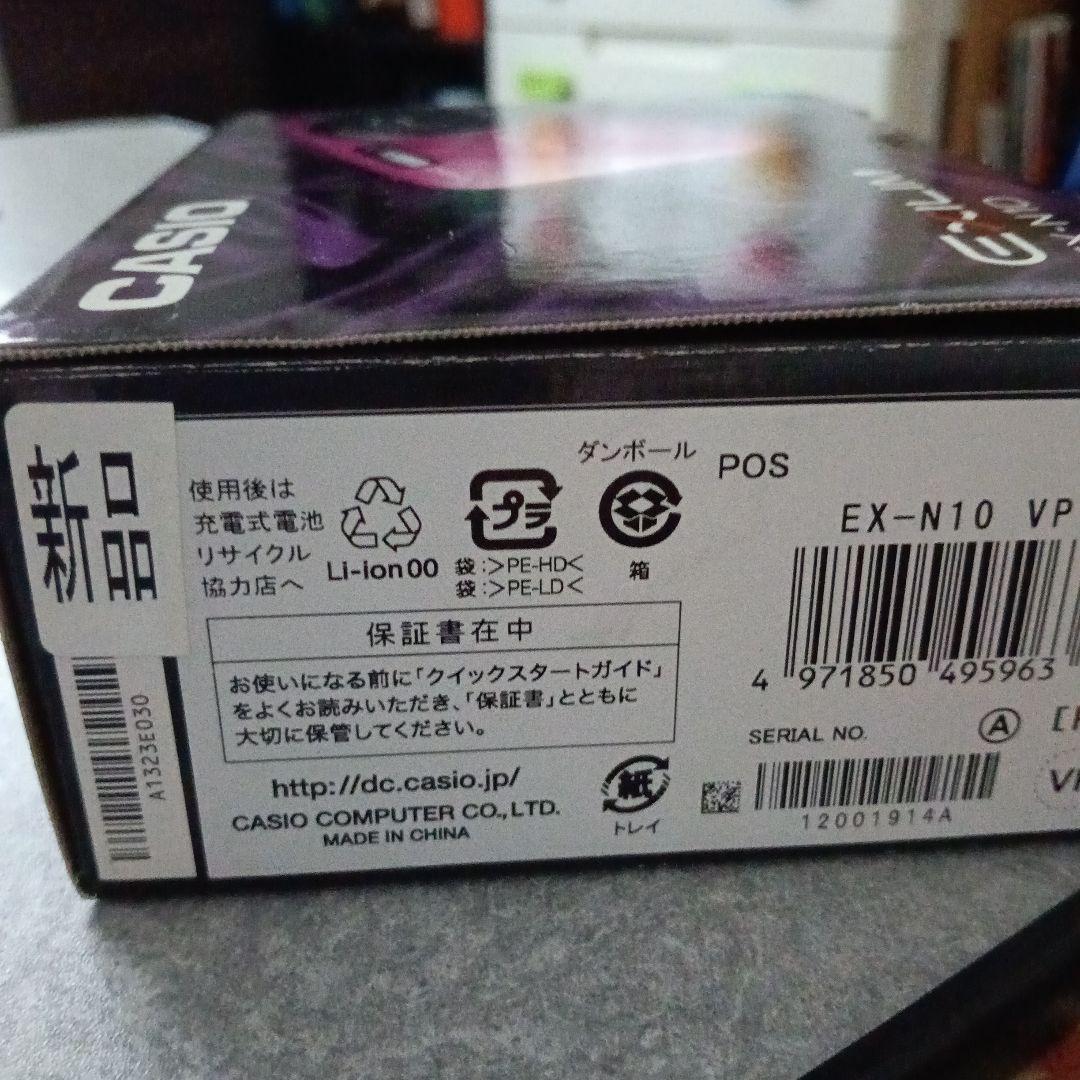 CASIO
EXILIM
新品
使用後は
充電式電池
リサイクル
協力店へ
Li-ion00
プラ
袋:>PE-HD<
袋:>PE-LD<
ダンボール
箱
POS
EX-N10 VP
4 971850 495963
保証書在中
お使いになる前に「クイックスタートガイド」
をよくお読みいただき、「保証書」とともに
大切に保管してください。
A1323E030
http://dc.casio.jp/
CASIO COMPUTER CO., LTD.
MADE IN CHINA
紙
トレイ
SERIAL NO.
A
12001914A